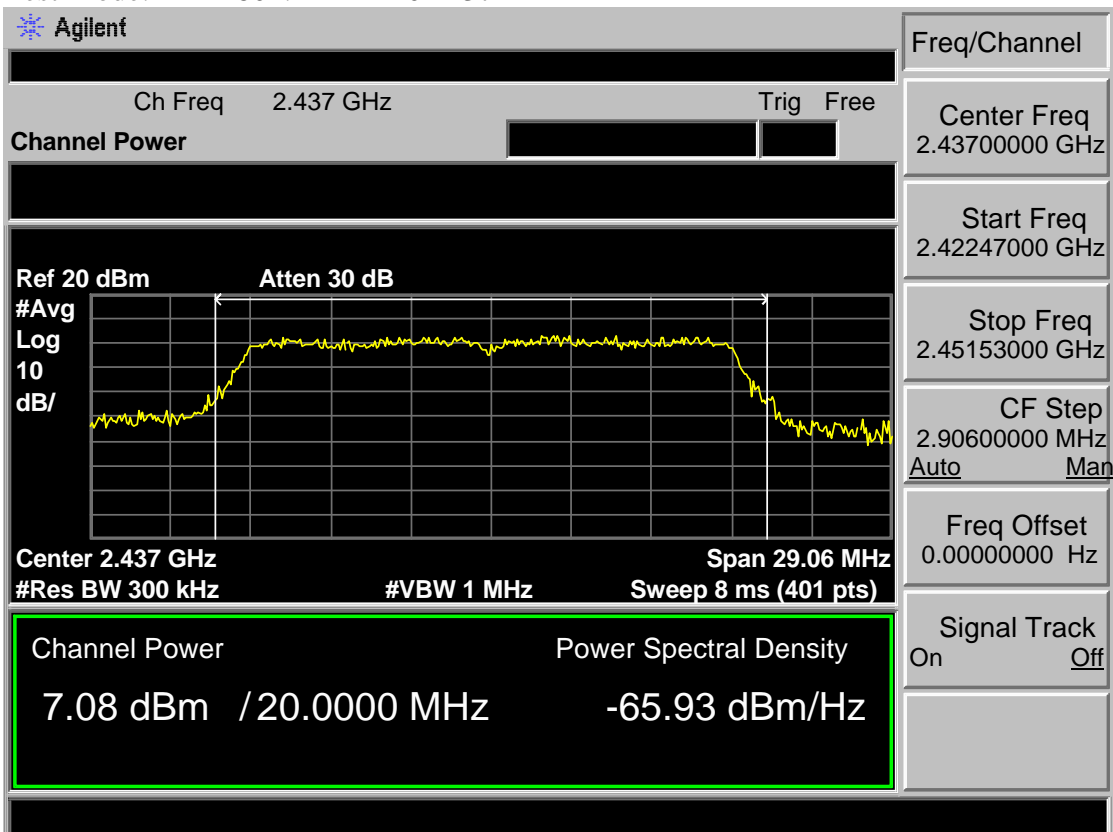 Agilent
Freq/Channel
Ch Freq 2.437 GHz Trig Free
Channel Power
Center Freq
2.43700000 GHz
Start Freq
2.42247000 GHz
Stop Freq
2.45153000 GHz
CF Step
2.90600000 MHz
Auto Man
Freq Offset
0.00000000 Hz
Signal Track
On Off
Ref 20 dBm Atten 30 dB
#Avg
Log
10
dB/
Center 2.437 GHz Span 29.06 MHz
#Res BW 300 kHz #VBW 1 MHz Sweep 8 ms (401 pts)
Channel Power Power Spectral Density
7.08 dBm / 20.0000 MHz -65.93 dBm/Hz